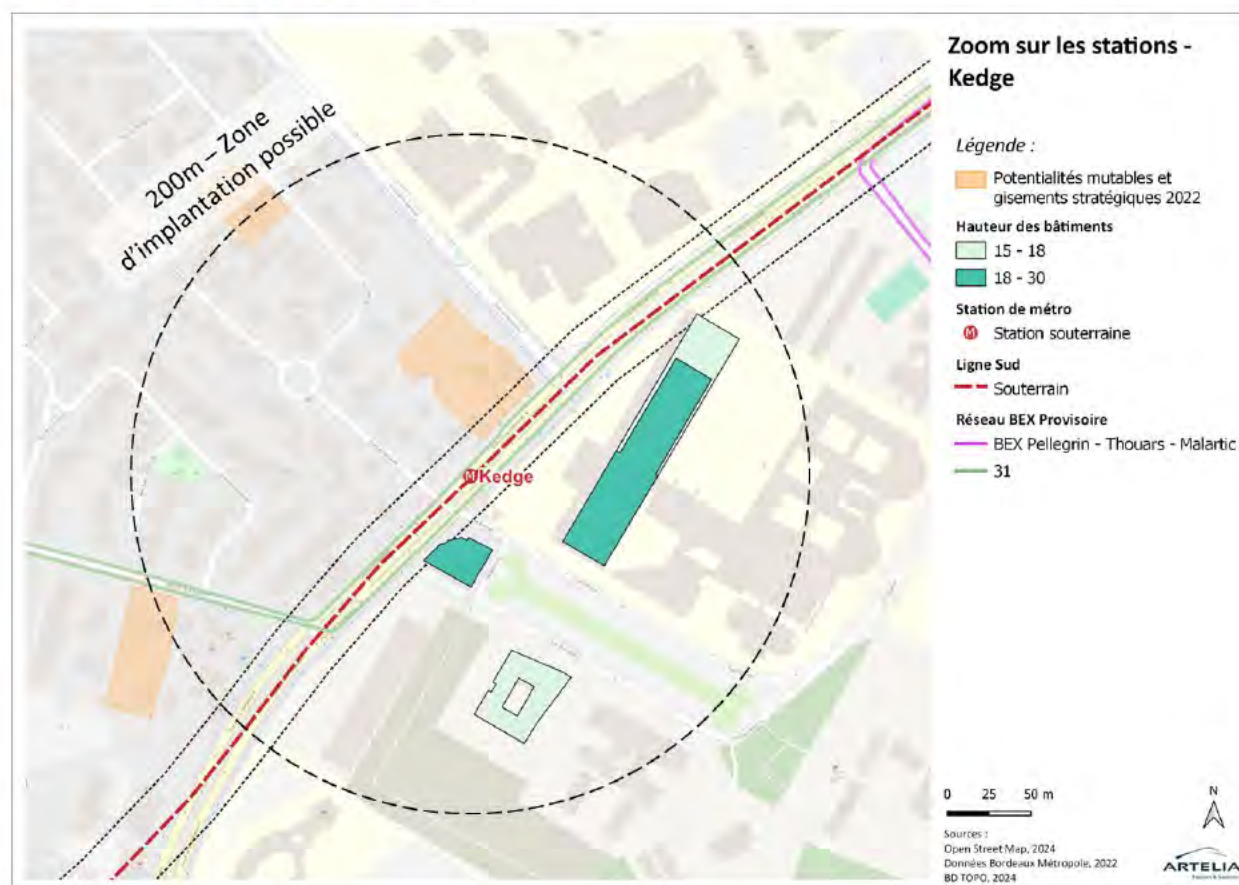 200m – Zone
d'implantation possible
Kedge
Zoom sur les stations -
Kedge
Légende :
Potentialités mutables et
gisements stratégiques 2022
Hauteur des bâtiments
15 - 18
18 - 30
Station de métro
M Station souterraine
Ligne Sud
Souterrain
Réseau BEX Provisoire
BEX Pellegrin - Thouars - Malartic
31
0 25 50 m
N
Sources :
Open Street Map, 2024
Données Bordeaux Métropole, 2022
BD TOPO, 2024
ARTELIA